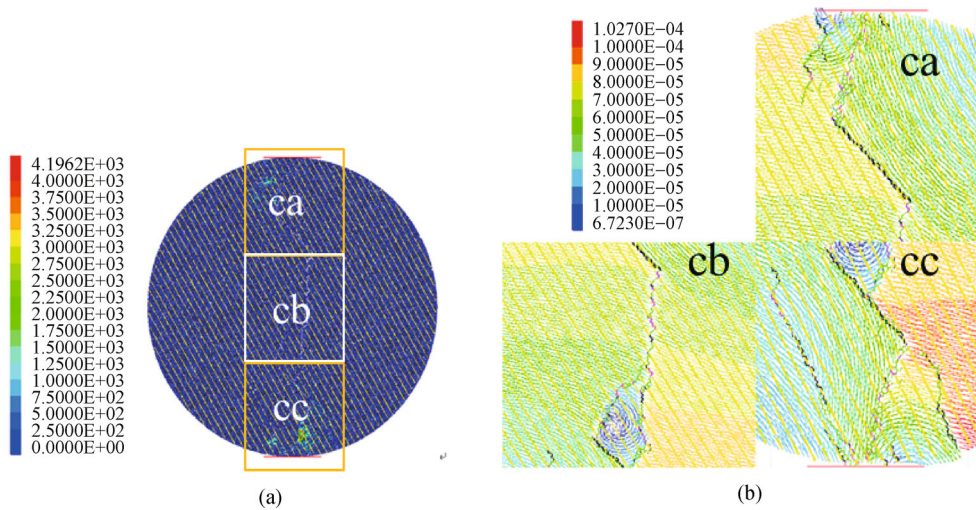 4.1962E+03
4.0000E+03
3.7500E+03
3.5000E+03
3.2500E+03
3.0000E+03
2.7500E+03
2.5000E+03
2.2500E+03
2.0000E+03
1.7500E+03
1.5000E+03
1.2500E+03
1.0000E+03
7.5000E+02
5.0000E+02
2.5000E+02
0.0000E+00
ca
cb
cc
(a)
1.0270E−04
1.0000E−04
9.0000E−05
8.0000E−05
7.0000E−05
6.0000E−05
5.0000E−05
4.0000E−05
3.0000E−05
2.0000E−05
1.0000E−05
6.7230E−07
ca
cb
cc
(b)